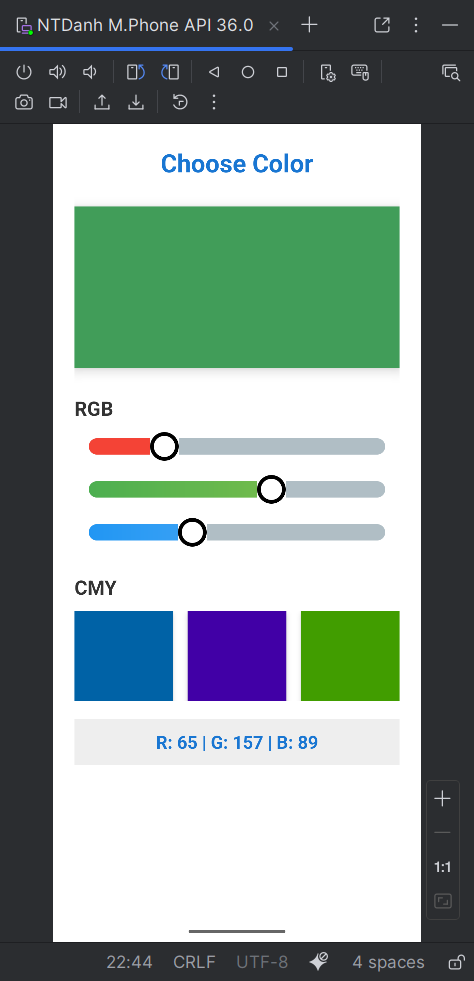 NTDanh M.Phone API 36.0
Choose Color
RGB
CMY
R: 65 | G: 157 | B: 89
1:1
22:44 CRLF UTF-8 4 spaces